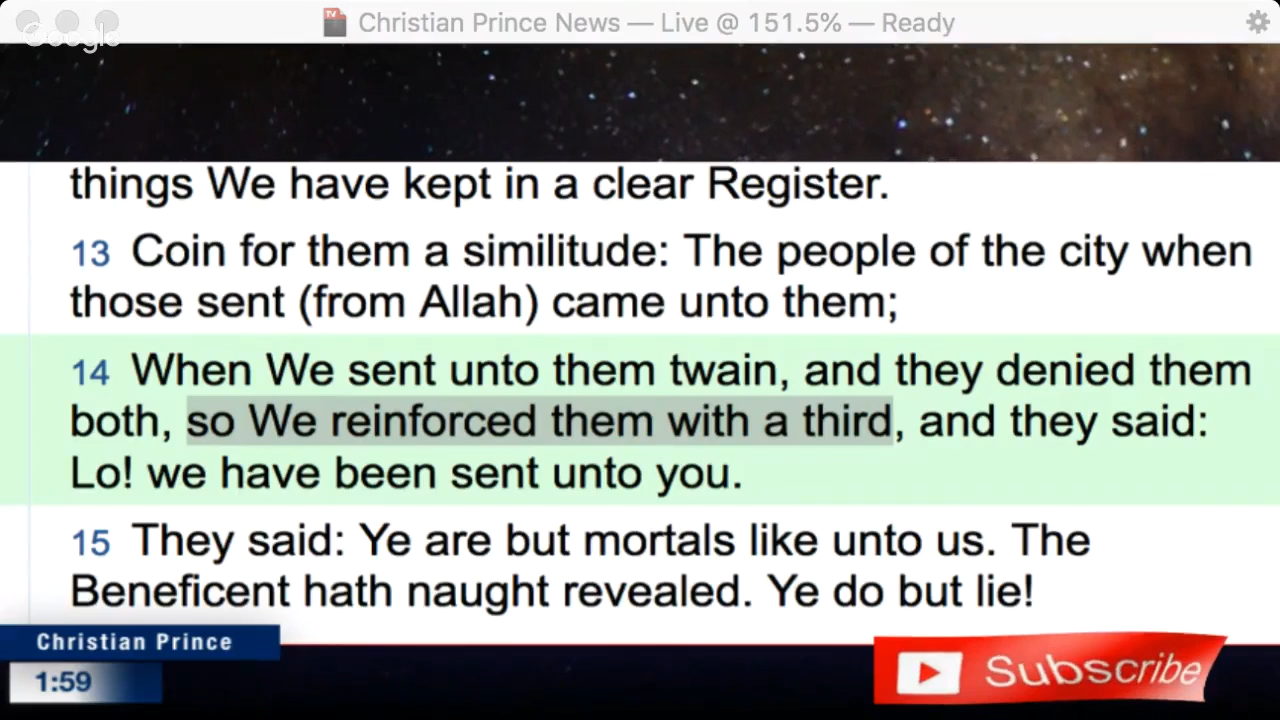 Christian Prince News — Live @ 151.5% — Ready
Google
things We have kept in a clear Register.
13 Coin for them a similitude: The people of the city when
those sent (from Allah) came unto them;
14 When We sent unto them twain, and they denied them
both, so We reinforced them with a third, and they said:
Lo! we have been sent unto you.
15 They said: Ye are but mortals like unto us. The
Beneficent hath naught revealed. Ye do but lie!
Christian Prince
1:59
Subscribe